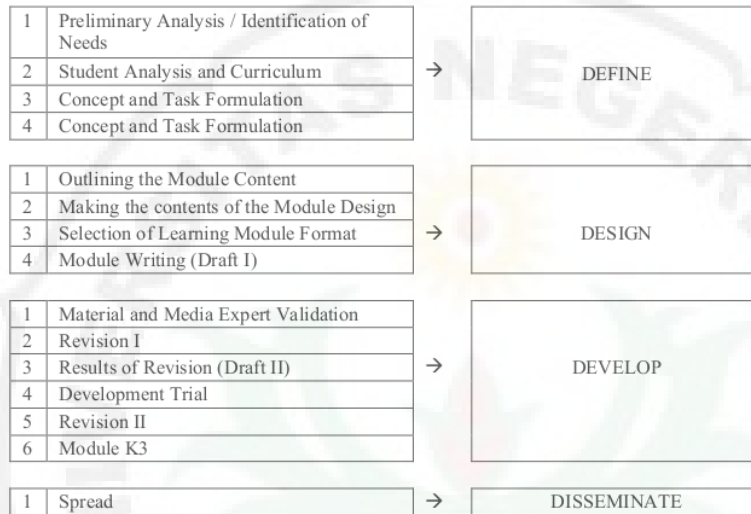 1 Preliminary Analysis / Identification of
Needs
2 Student Analysis and Curriculum
3 Concept and Task Formulation
4 Concept and Task Formulation
→ DEFINE
1 Outlining the Module Content
2 Making the contents of the Module Design
3 Selection of Learning Module Format
4 Module Writing (Draft I)
→ DESIGN
1 Material and Media Expert Validation
2 Revision I
3 Results of Revision (Draft II)
4 Development Trial
5 Revision II
6 Module K3
→ DEVELOP
1 Spread → DISSEMINATE